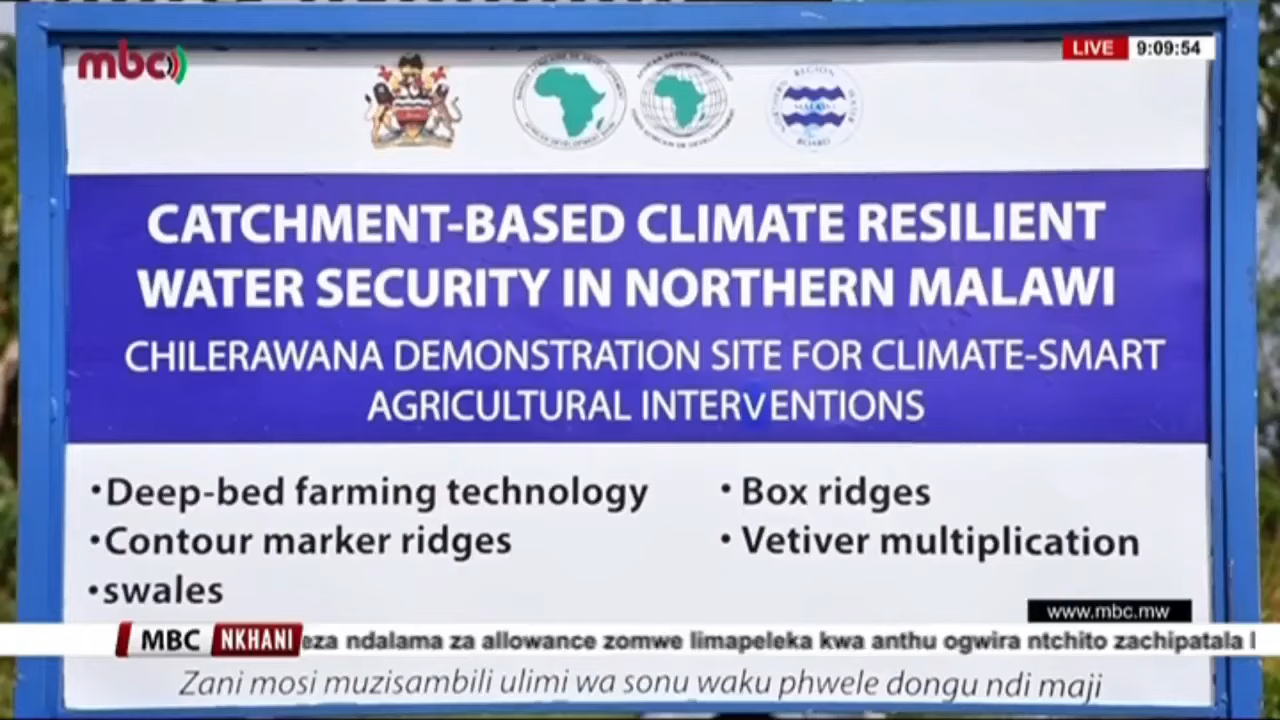 mbc
LIVE 9:09:54
CATCHMENT-BASED CLIMATE RESILIENT
WATER SECURITY IN NORTHERN MALAWI
CHILERAWANA DEMONSTRATION SITE FOR CLIMATE-SMART
AGRICULTURAL INTERVENTIONS
•Deep-bed farming technology
•Contour marker ridges
•swales
• Box ridges
• Vetiver multiplication
www.mbc.mw
MBC NKHANI eza ndalama za allowance zomwe limapeleka kwa anthu ogwira ntchito zachipatala
Zani mosi muzisambili ulimi wa sonu waku phwele dongu ndi maji